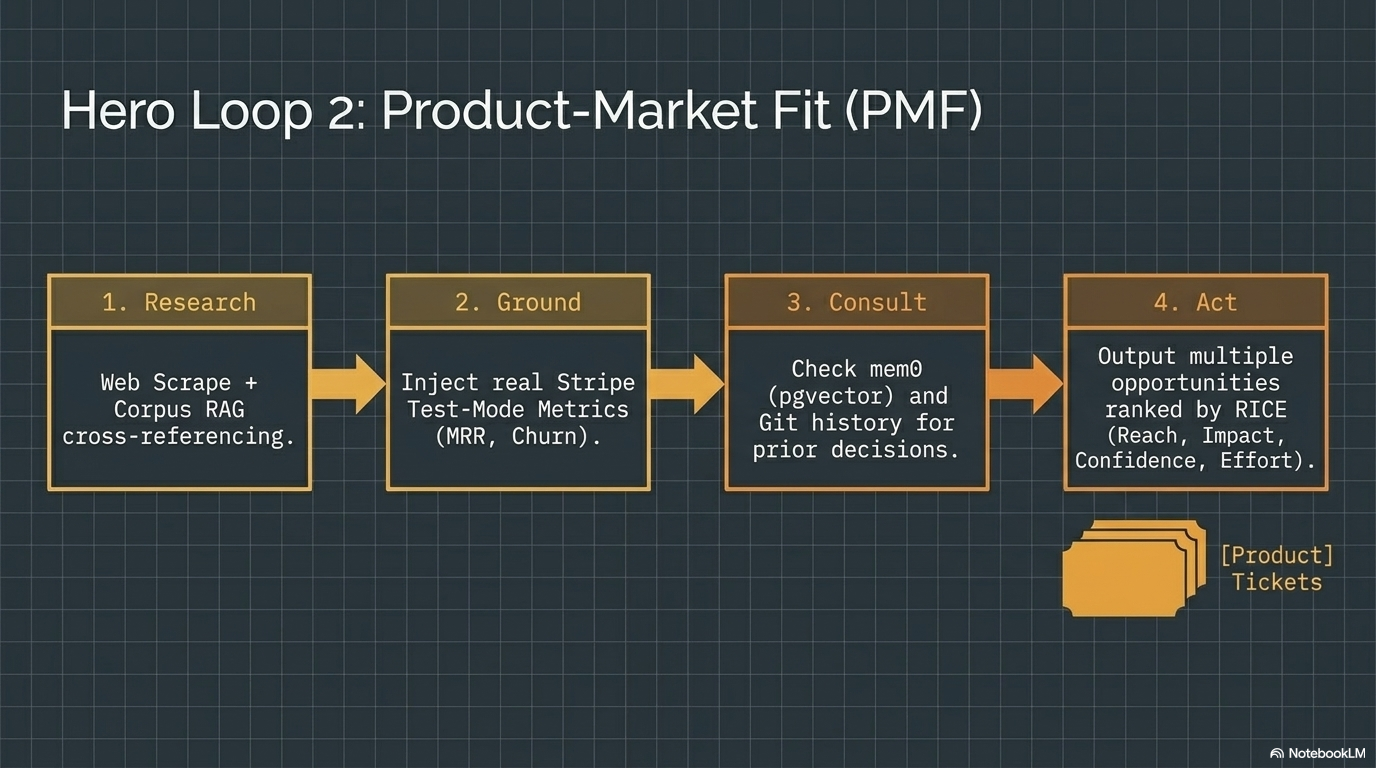 Hero Loop 2: Product-Market Fit (PMF)
1. Research
Web Scrape +
Corpus RAG
cross-referencing.
2. Ground
Inject real Stripe
Test-Mode Metrics
(MRR, Churn).
3. Consult
Check mem0
(pgvector) and
Git history for
prior decisions.
4. Act
Output multiple
opportunities
ranked by RICE
(Reach, Impact,
Confidence, Effort).
[Product]
Tickets
NotebookLM